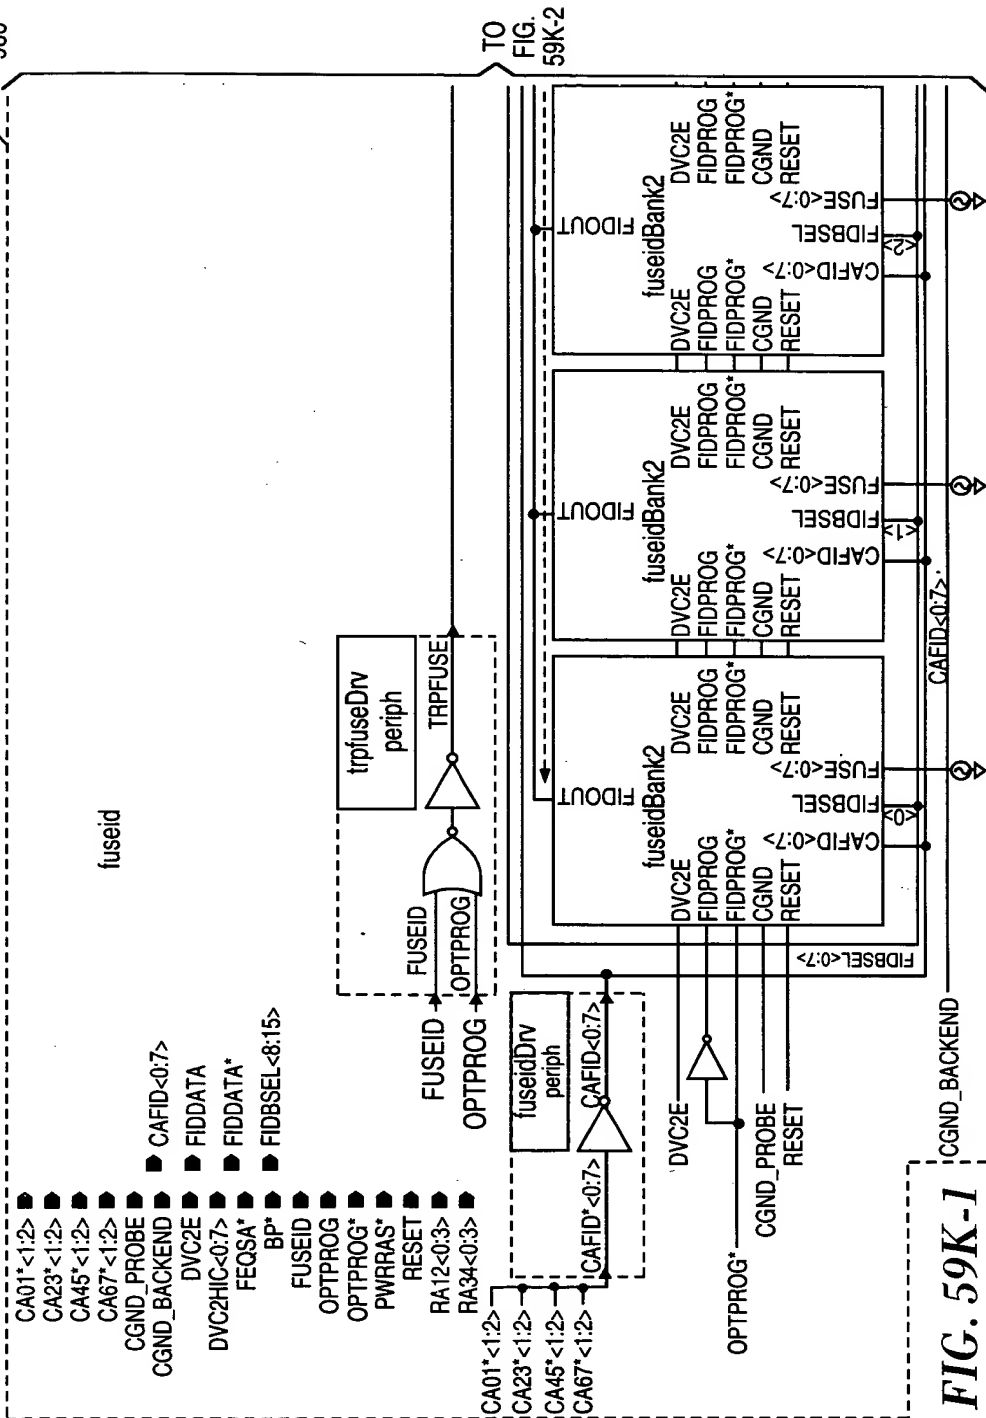 TO
FIG.
59K-2
fuseid
CA01*<1:2>
CA23*<1:2>
CA45*<1:2>
CA67*<1:2>
CGND_PROBE
CGND_BACKEND
DVC2E
DVC2HIC<0:7>
FEQSA*
BP*
FUSEID
OPTPROG
OPTPROG*
PWRRAS*
RESET
RA12<0:3>
RA34<0:3>
CAFID<0:7>
FIDDATA
FIDDATA*
FIDBSEL<8:15>
trpfuseDrv
periph
FUSEID
FUSEID
OPTPROG
OPTPROG
TRPFUSE
CA01*<1:2>
CA23*<1:2>
CA45*<1:2>
CA67*<1:2>
fuseidDrv
periph
CAFID*<0:7>
CAFID<0:7>
DVC2E
OPTPROG*
CGND_PROBE
RESET
CGND_BACKEND
FIDBSEL<0:7>
CAFID<0:7>
FIDOUT
fuseidBank2
DVC2E
FIDPROG
FIDPROG*
CGND
RESET
DVC2E
FIDPROG
FIDPROG*
CGND
RESET
CAFID<0:7>
FIDBSEL
FUSE<0:7>
<0>
FIDOUT
fuseidBank2
DVC2E
FIDPROG
FIDPROG*
CGND
RESET
DVC2E
FIDPROG
FIDPROG*
CGND
RESET
CAFID<0:7>
FIDBSEL
FUSE<0:7>
<1>
FIDOUT
fuseidBank2
DVC2E
FIDPROG
FIDPROG*
CGND
RESET
DVC2E
FIDPROG
FIDPROG*
CGND
RESET
CAFID<0:7>
FIDBSEL
FUSE<0:7>
<2>
FIG. 59K-1